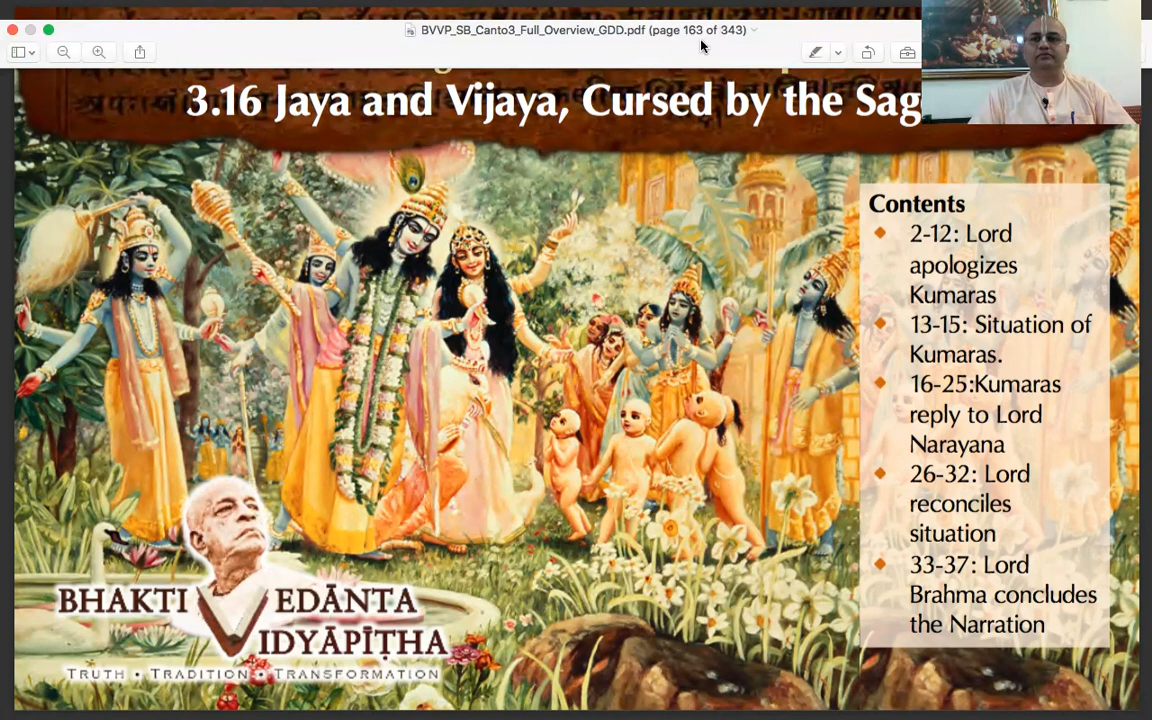 BVVP_SB_Canto3_Full_Overview_GDD.pdf (page 163 of 343)
3.16 Jaya and Vijaya, Cursed by the Sag
Contents
2-12: Lord
apologizes
Kumaras
13-15: Situation of
Kumaras.
16-25:Kumaras
reply to Lord
Narayana
26-32: Lord
reconciles
situation
33-37: Lord
Brahma concludes
the Narration
BHAKTI VEDĀNTA
VIDYĀPĪṬHA
TRUTH • TRADITION • TRANSFORMATION